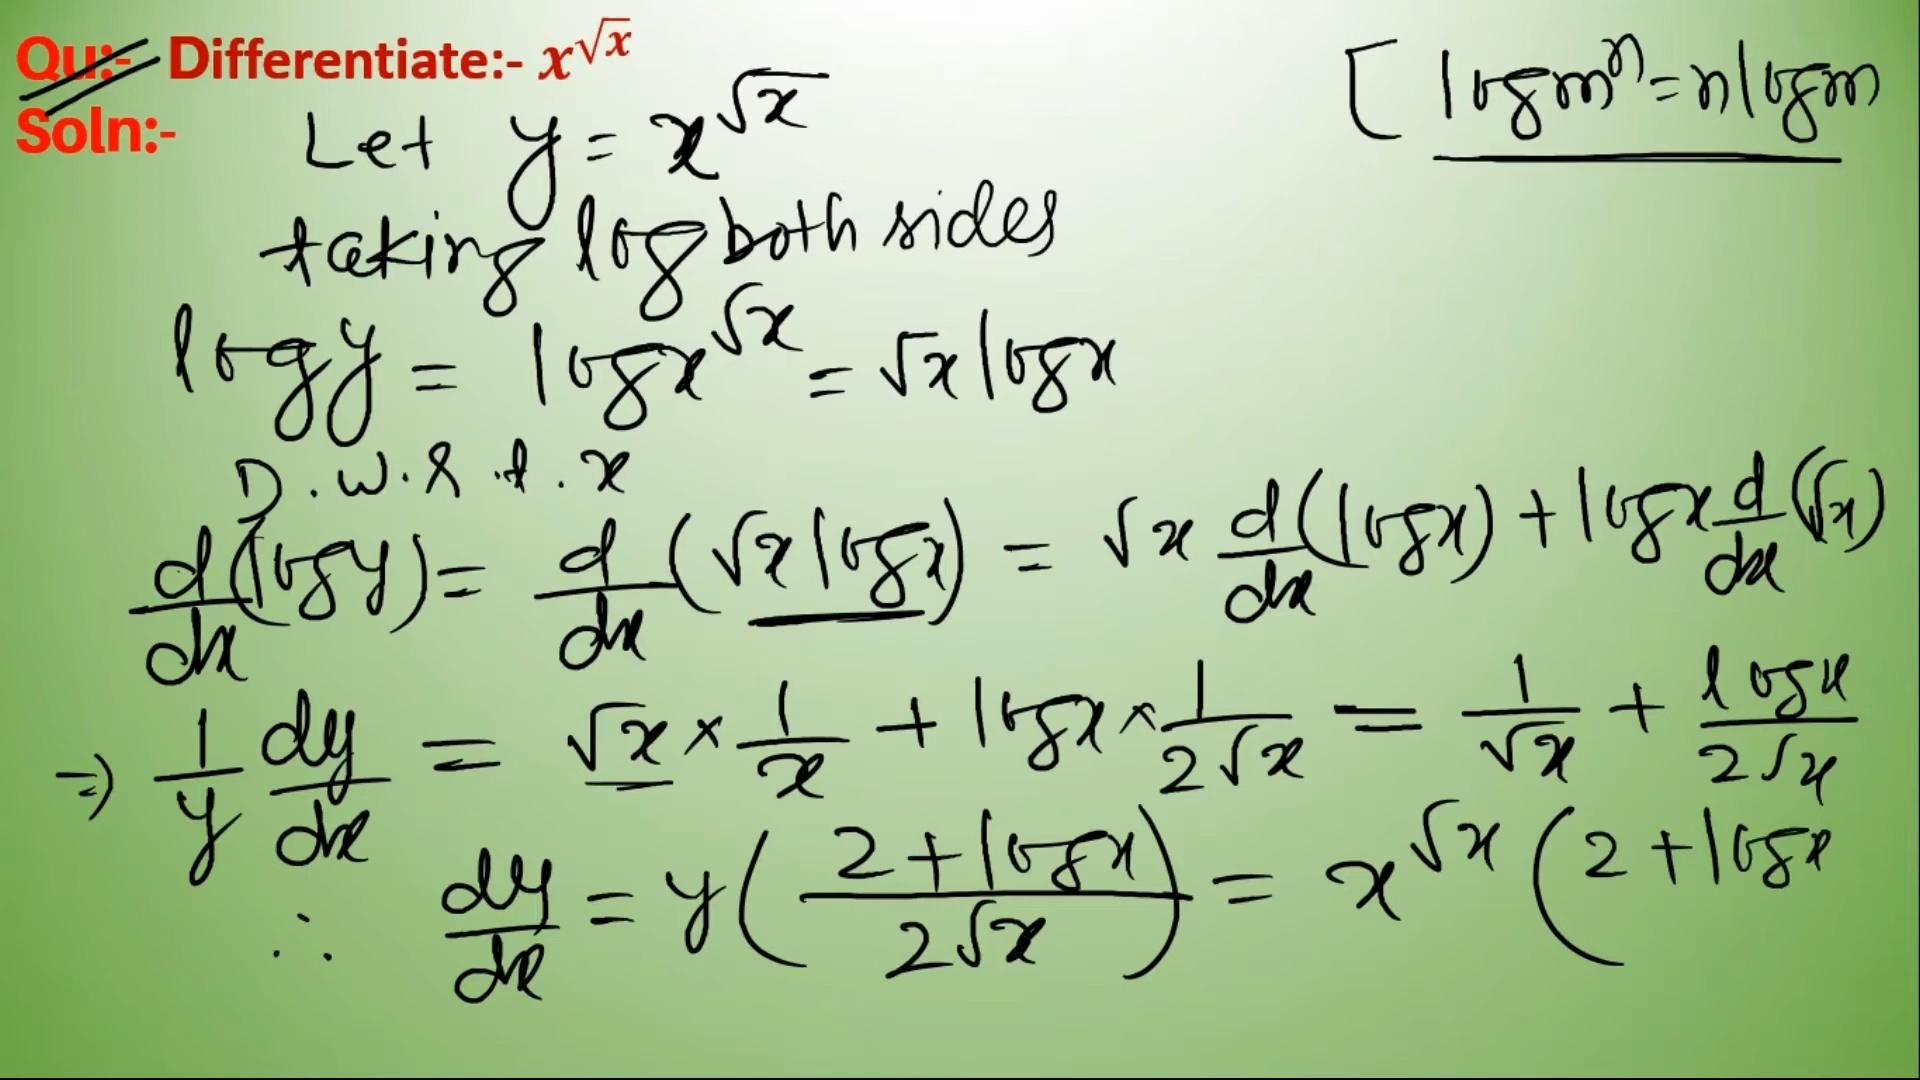 Qu:- Differentiate:- x^√x
Soln:-
[ log mⁿ = n log m
Let y = x^√x
taking log both sides
log y = log x^√x = √x log x
D.w.r.t.x
d/dx (log y) = d/dx (√x log x) = √x d/dx (log x) + log x d/dx (√x)
=> 1/y dy/dx = √x × 1/x + log x × 1/2√x = 1/√x + log x/2√x
∴ dy/dx = y ( 2 + log x / 2√x ) = x^√x ( 2 + log x